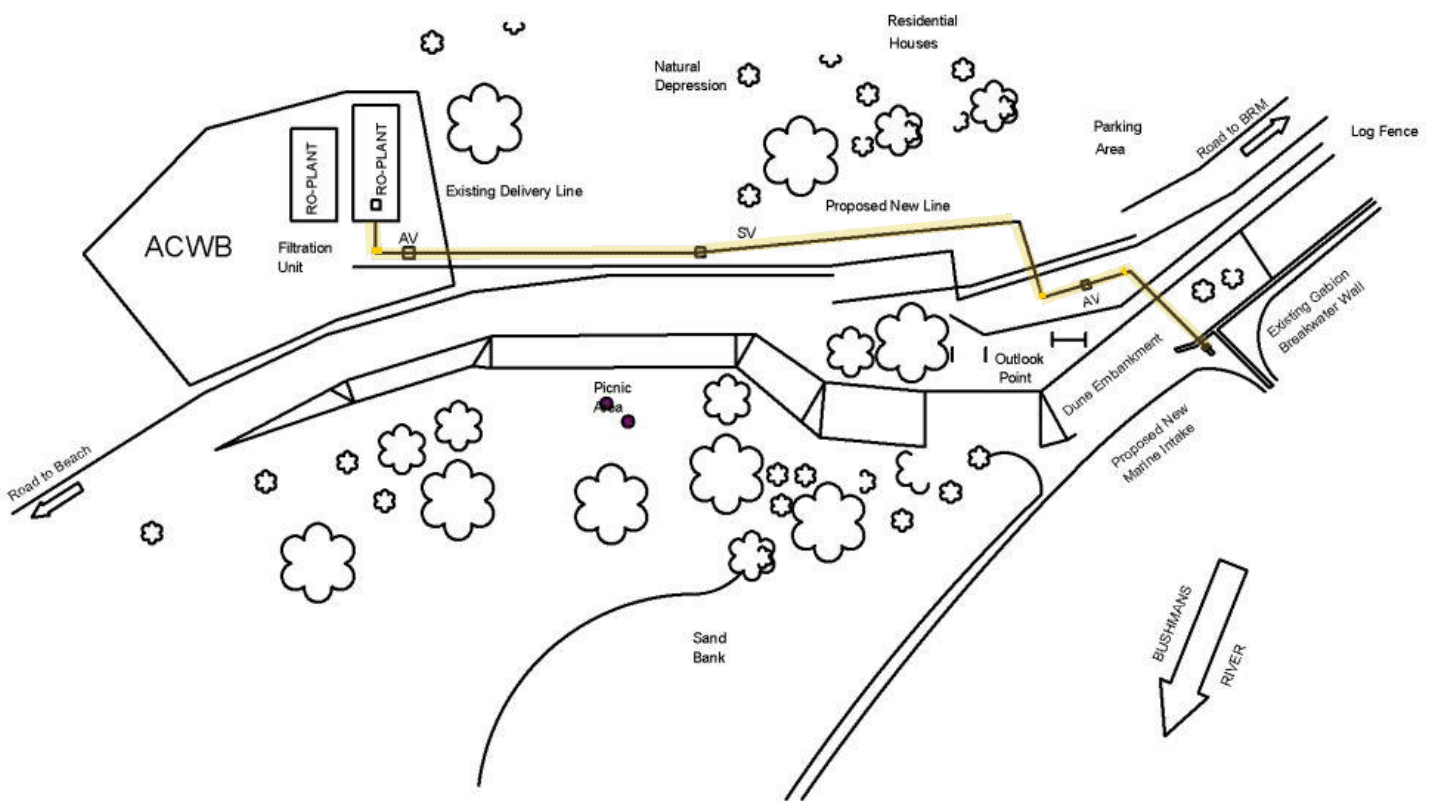 Residential
Houses
Natural
Depression
Parking
Area
Road to BRM
Log Fence
RO-PLANT
RO-PLANT
Existing Delivery Line
Proposed New Line
ACWB
Filtration
Unit
AV
SV
AV
Existing Gabion
Breakwater Wall
Outlook
Point
Dune Embankment
Picnic
Area
Proposed New
Marine Intake
Road to Beach
Sand
Bank
BUSHMANS
RIVER